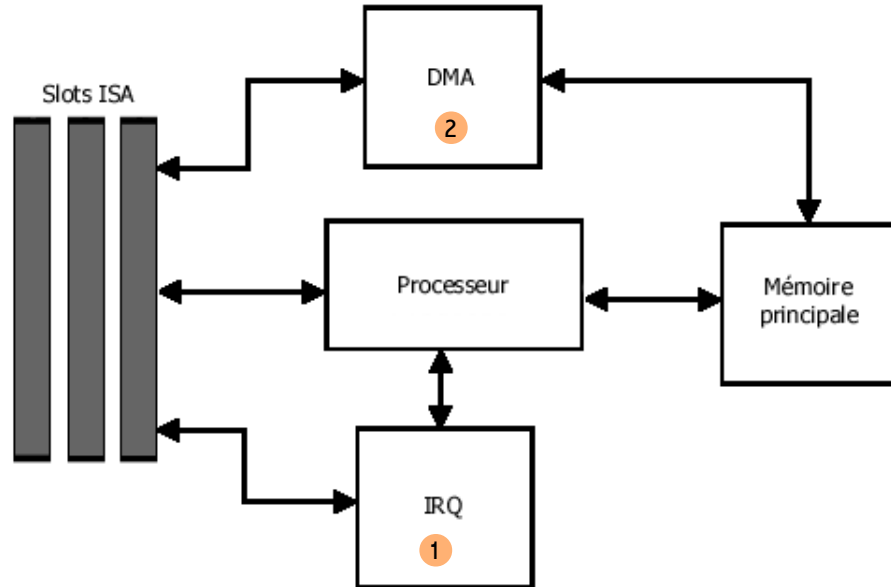 DMA
2
Slots ISA
Processeur
Mémoire
principale
IRQ
1